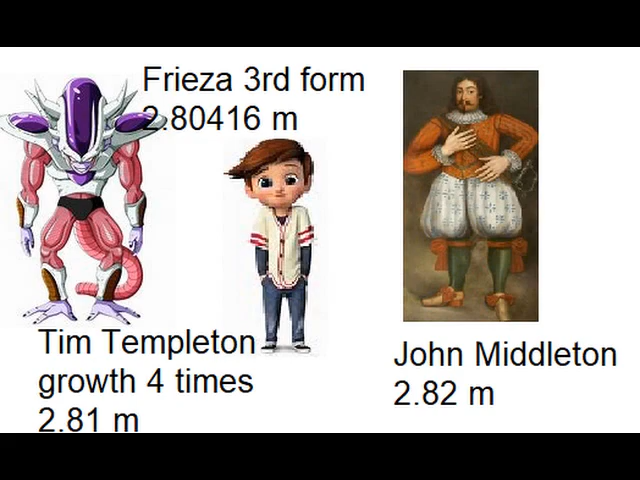 Frieza 3rd form
2.80416 m
Tim Templeton
growth 4 times
2.81 m
John Middleton
2.82 m